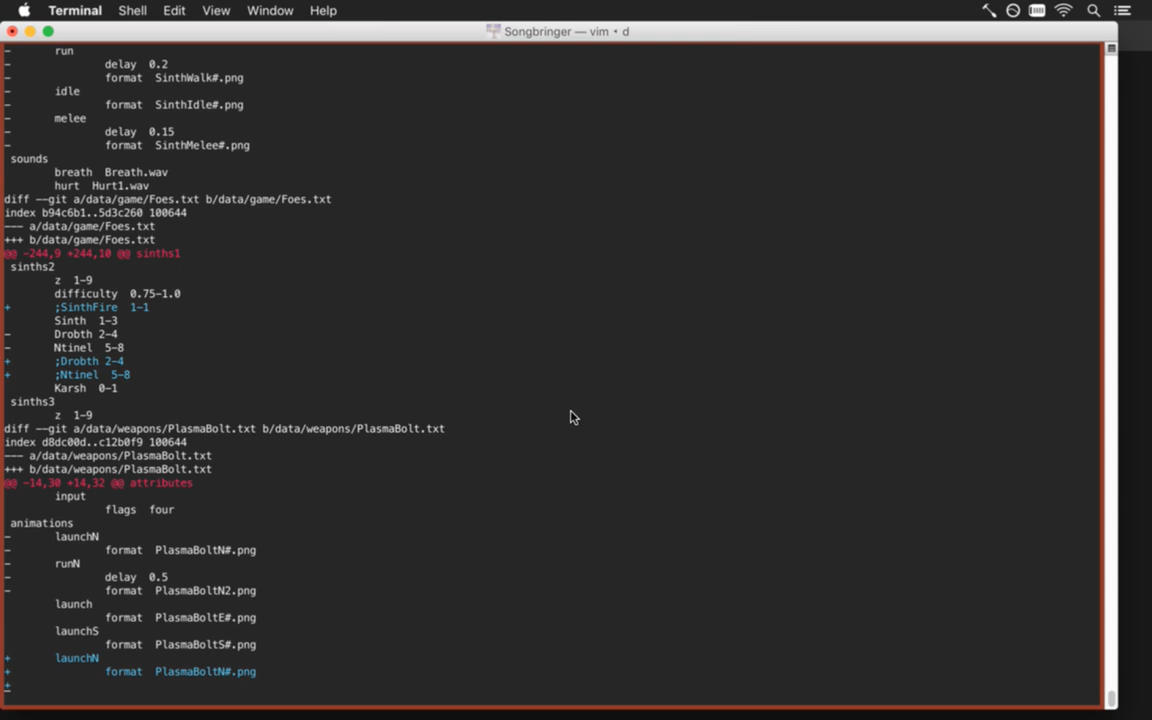 Terminal Shell Edit View Window Help
Songbringer — vim • d
- run
- delay 0.2
- format SinthWalk#.png
- idle
- format SinthIdle#.png
- melee
- delay 0.15
- format SinthMelee#.png
sounds
breath Breath.wav
hurt Hurt1.wav
diff --git a/data/game/Foes.txt b/data/game/Foes.txt
index b94c6b1..5d3c260 100644
--- a/data/game/Foes.txt
+++ b/data/game/Foes.txt
@@ -244,9 +244,10 @@ sinths1
sinths2
z 1-9
difficulty 0.75-1.0
+ ;SinthFire 1-1
Sinth 1-3
- Drobth 2-4
- Ntinel 5-8
+ ;Drobth 2-4
+ ;Ntinel 5-8
Karsh 0-1
sinths3
z 1-9
diff --git a/data/weapons/PlasmaBolt.txt b/data/weapons/PlasmaBolt.txt
index d8dc00d..c12b0f9 100644
--- a/data/weapons/PlasmaBolt.txt
+++ b/data/weapons/PlasmaBolt.txt
@@ -14,30 +14,32 @@ attributes
input
flags four
animations
- launchN
- format PlasmaBoltN#.png
- runN
- delay 0.5
- format PlasmaBoltN2.png
launch
format PlasmaBoltE#.png
launchS
format PlasmaBoltS#.png
+ launchN
+ format PlasmaBoltN#.png
+